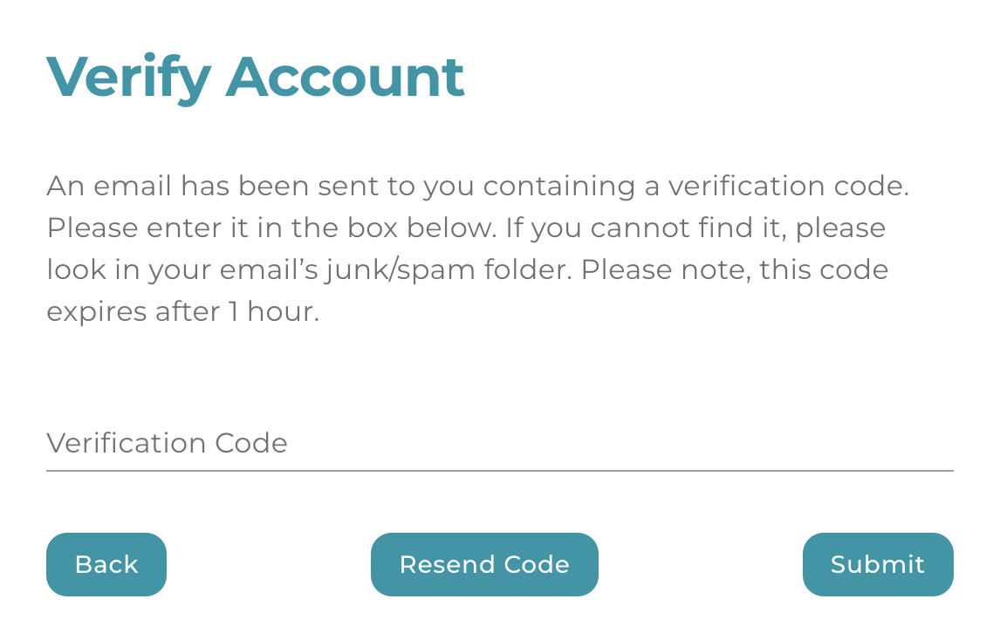 Verify Account
An email has been sent to you containing a verification code.
Please enter it in the box below. If you cannot find it, please
look in your email’s junk/spam folder. Please note, this code
expires after 1 hour.
Verification Code
Back
Resend Code
Submit